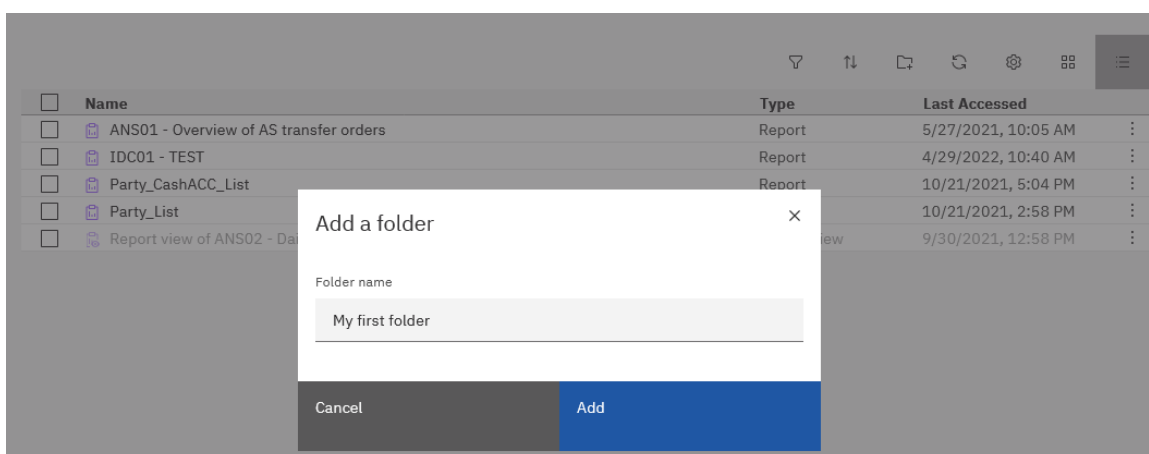 Name Type Last Accessed
ANS01 - Overview of AS transfer orders Report 5/27/2021, 10:05 AM
IDC01 - TEST Report 4/29/2022, 10:40 AM
Party_CashACC_List Report 10/21/2021, 5:04 PM
Party_List 10/21/2021, 2:58 PM
Report view of ANS02 - Dai iew 9/30/2021, 12:58 PM
Add a folder
Folder name
My first folder
Cancel Add